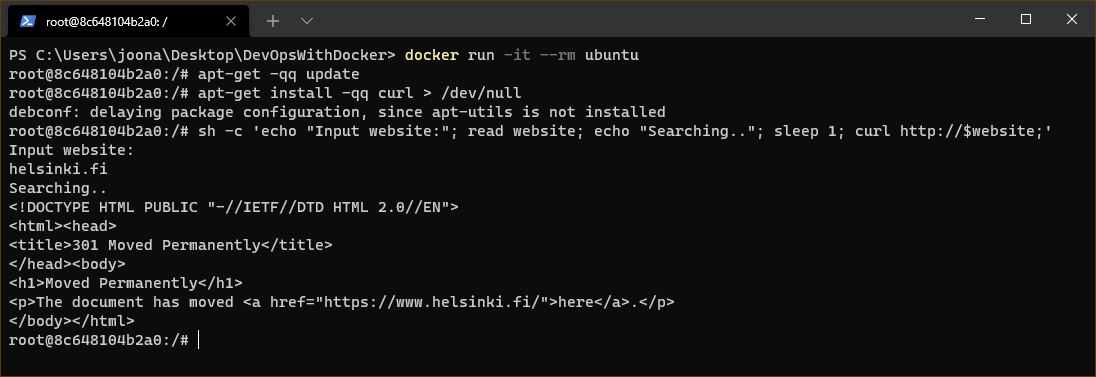 root@8c648104b2a0: /
PS C:\Users\joona\Desktop\DevOpsWithDocker> docker run -it --rm ubuntu
root@8c648104b2a0:/# apt-get -qq update
root@8c648104b2a0:/# apt-get install -qq curl > /dev/null
debconf: delaying package configuration, since apt-utils is not installed
root@8c648104b2a0:/# sh -c 'echo "Input website:"; read website; echo "Searching.."; sleep 1; curl http://$website;'
Input website:
helsinki.fi
Searching..
<!DOCTYPE HTML PUBLIC "-//IETF//DTD HTML 2.0//EN">
<html><head>
<title>301 Moved Permanently</title>
</head><body>
<h1>Moved Permanently</h1>
<p>The document has moved <a href="https://www.helsinki.fi/">here</a>.</p>
</body></html>
root@8c648104b2a0:/#